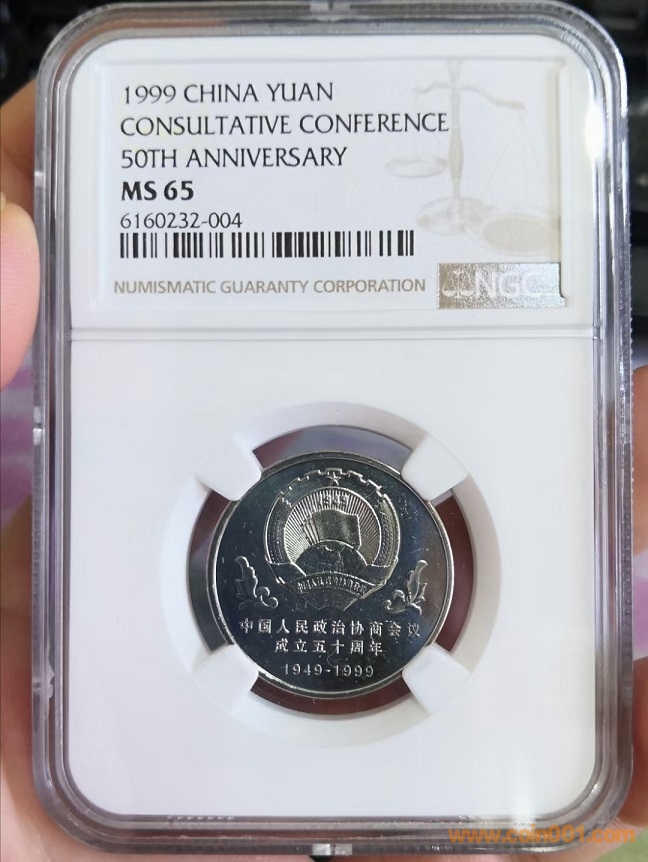 1999 CHINA YUAN
CONSULTATIVE CONFERENCE
50TH ANNIVERSARY
MS 65
6160232-004
NUMISMATIC GUARANTY CORPORATION
NGC
中国人民政治协商会议
成立五十周年
1949-1999
www.coin001.com